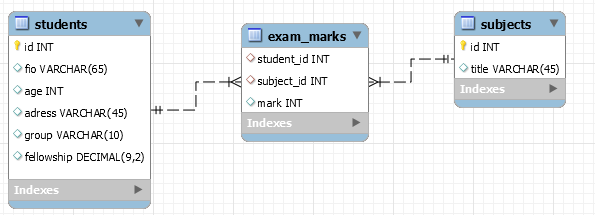 students
id INT
fio VARCHAR(65)
age INT
adress VARCHAR(45)
group VARCHAR(10)
fellowship DECIMAL(9,2)
Indexes
exam_marks
student_id INT
subject_id INT
mark INT
Indexes
subjects
id INT
title VARCHAR(45)
Indexes